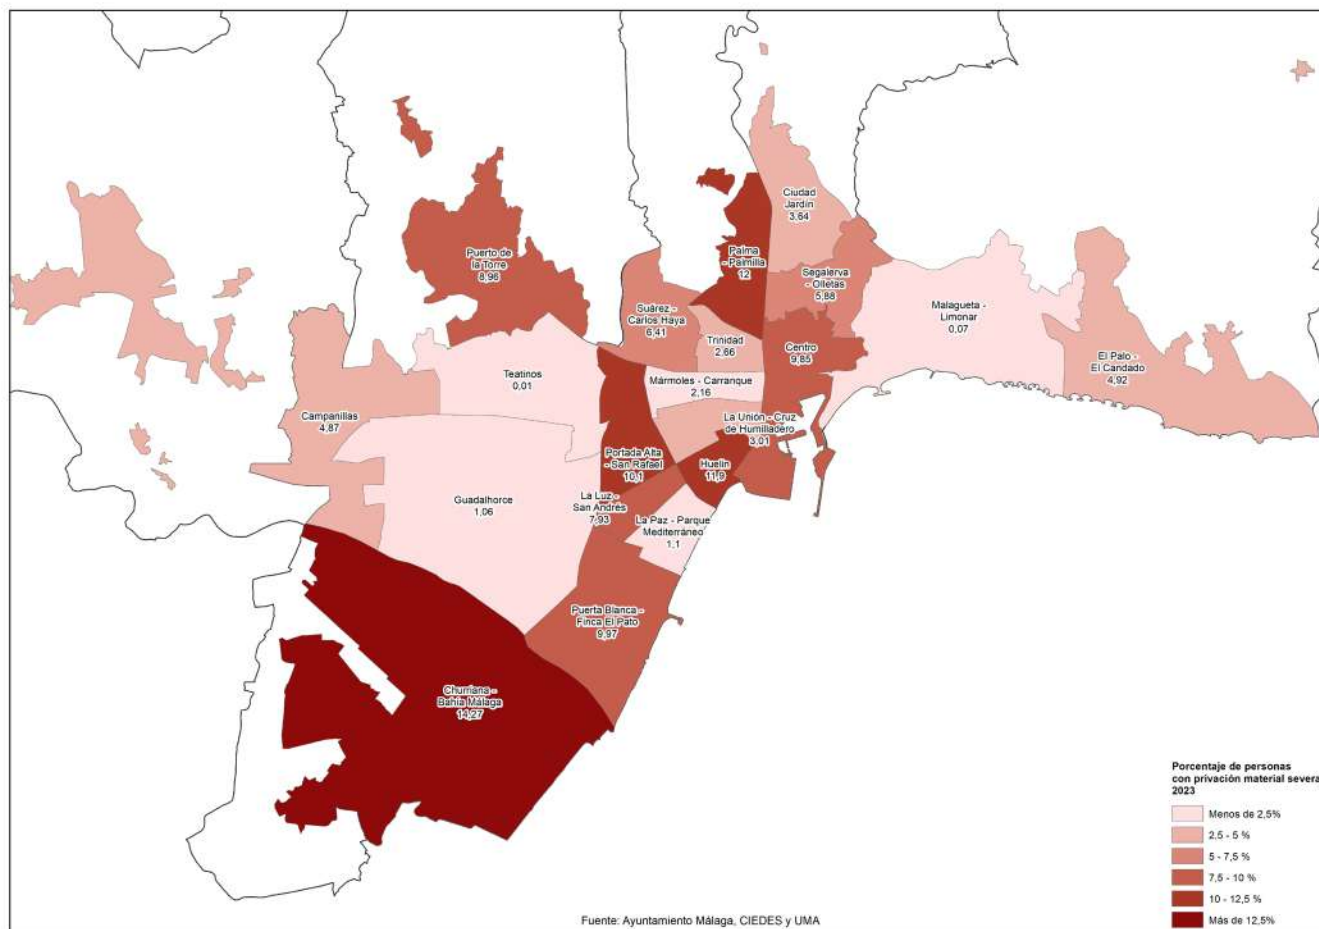 Ciudad
Jardín
3,64
Palma
- Palmilla
12
Puerto de
la Torre
8,96
Segalerva -
Olletas
5,88
Malagueta -
Limonar
0,07
Suárez -
Carlos Haya
6,41
Trinidad
2,66
Centro
9,85
El Palo -
El Candado
4,92
Teatinos
0,01
Mármoles - Carranque
2,16
Campanillas
4,87
La Unión - Cruz
de Humilladero
3,01
Portada Alta
- San Rafael
10,1
Huelin
11,9
Guadalhorce
1,06
La Luz -
San Andrés
7,93
La Paz - Parque
Mediterráneo
1,1
Puerta Blanca -
Finca El Pato
9,97
Churriana -
Bahía Málaga
14,27
Porcentaje de personas
con privación material severa
2023
Menos de 2,5%
2,5 - 5 %
5 - 7,5 %
7,5 - 10 %
10 - 12,5 %
Más de 12,5%
Fuente: Ayuntamiento Málaga, CIEDES y UMA